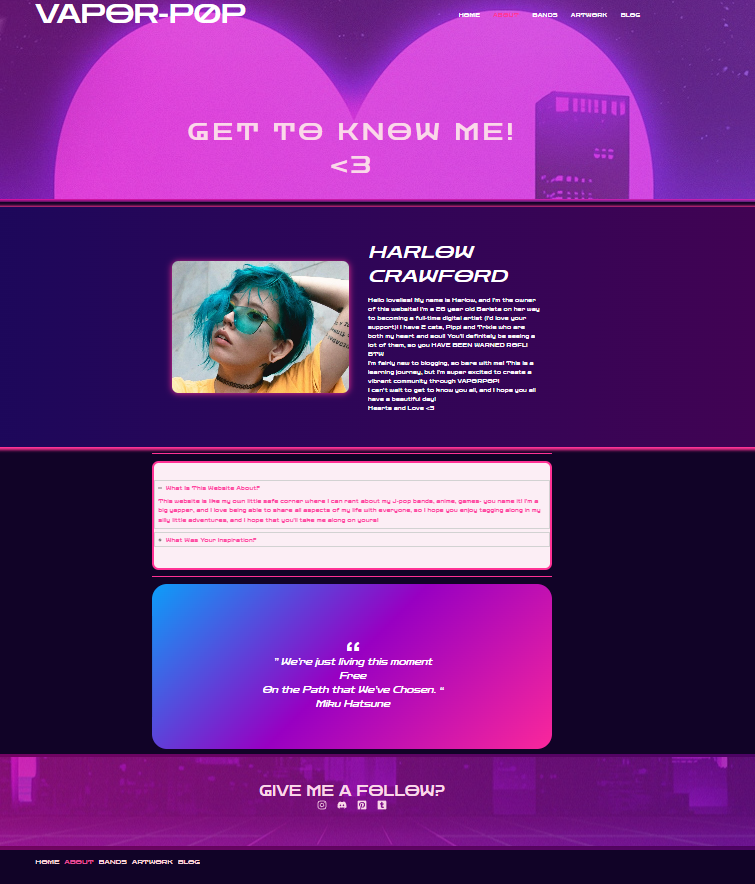 VAPØR-PØP
HOME ABOUT BANDS ARTWORK BLOG
GET TO KNOW ME!
<3
HARLOW
CRAWFORD
Hello lovelies! My name is Harlow, and I'm the owner
of this website! I'm a 26 year old Barista on her way
to becoming a full-time digital artist (I'd love your
support)! I have 2 cats, Pippi and Trixie who are
both my heart and soul! You'll definitely be seeing a
lot of them, so you HAVE BEEN WARNED ROFL!
BTW
I'm fairly new to blogging, so bare with me! This is a
learning journey, but I'm super excited to create a
vibrant community through VAPØRPØP!
I can't wait to get to know you all, and I hope you all
have a beautiful day!
Hearts and Love <3
What Is This Website About?
This website is like my own little safe corner where I can rant about my J-pop bands, anime, games- you name it! I'm a
big yapper, and I love being able to share all aspects of my life with everyone, so I hope you enjoy tagging along in my
silly little adventures, and I hope that you'll take me along on yours!
What Was Your Inspiration?
“
" We're just living this moment
Free
On the Path that We've Chosen. "
Miku Hatsune
GIVE ME A FOLLOW?
HOME ABOUT BANDS ARTWORK BLOG